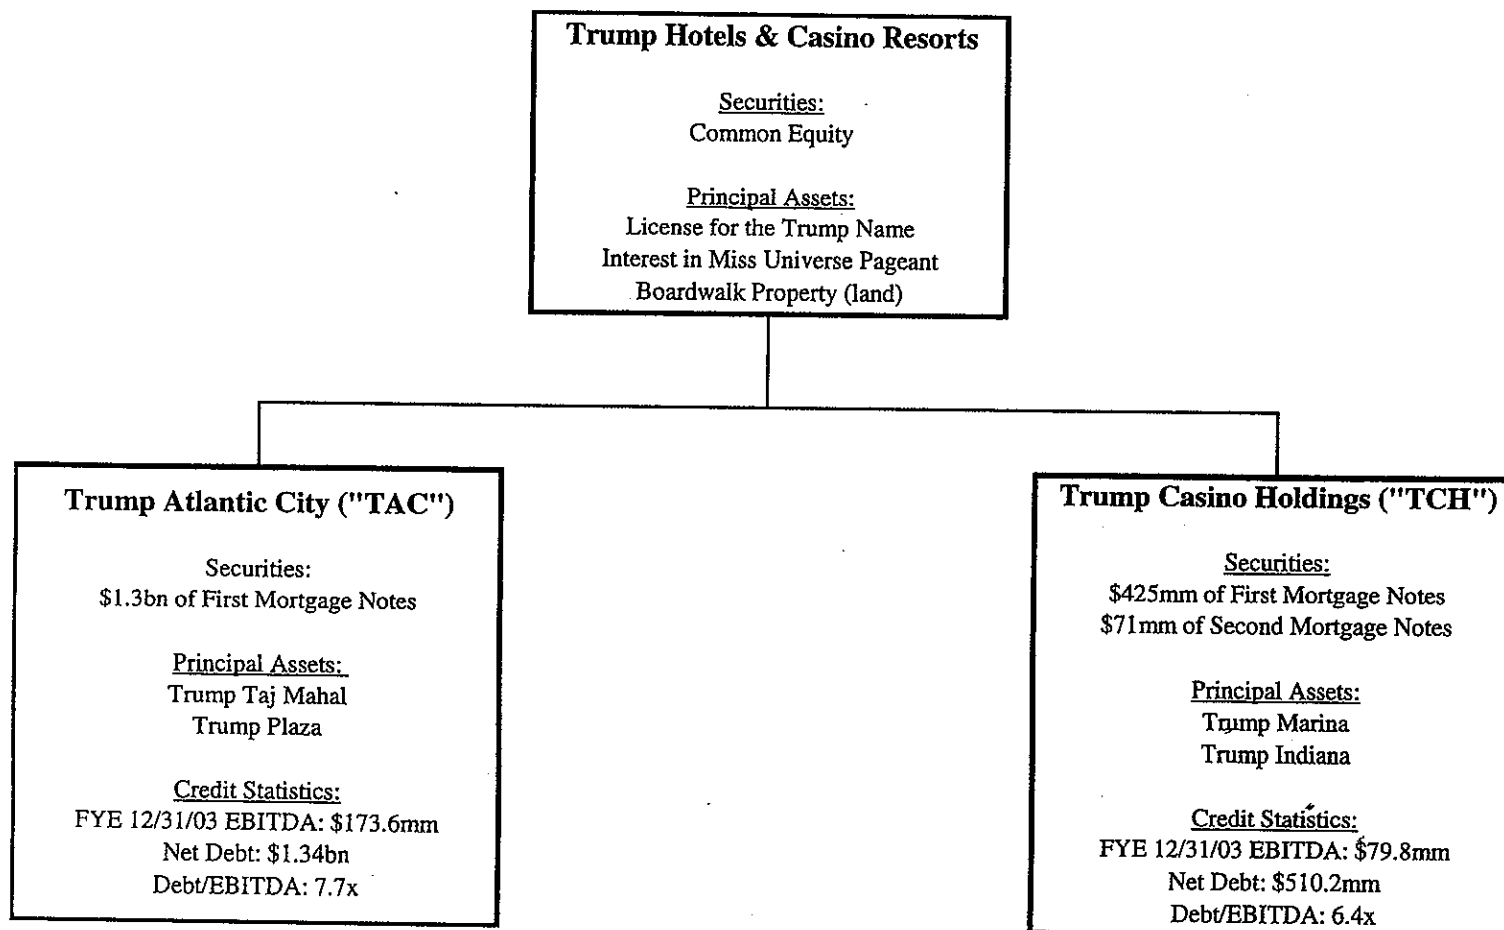 Trump Hotels & Casino Resorts
Securities:
Common Equity
Principal Assets:
License for the Trump Name
Interest in Miss Universe Pageant
Boardwalk Property (land)
Trump Atlantic City ("TAC")
Securities:
$1.3bn of First Mortgage Notes
Principal Assets:
Trump Taj Mahal
Trump Plaza
Credit Statistics:
FYE 12/31/03 EBITDA: $173.6mm
Net Debt: $1.34bn
Debt/EBITDA: 7.7x
Trump Casino Holdings ("TCH")
Securities:
$425mm of First Mortgage Notes
$71mm of Second Mortgage Notes
Principal Assets:
Trump Marina
Trump Indiana
Credit Statistics:
FYE 12/31/03 EBITDA: $79.8mm
Net Debt: $510.2mm
Debt/EBITDA: 6.4x